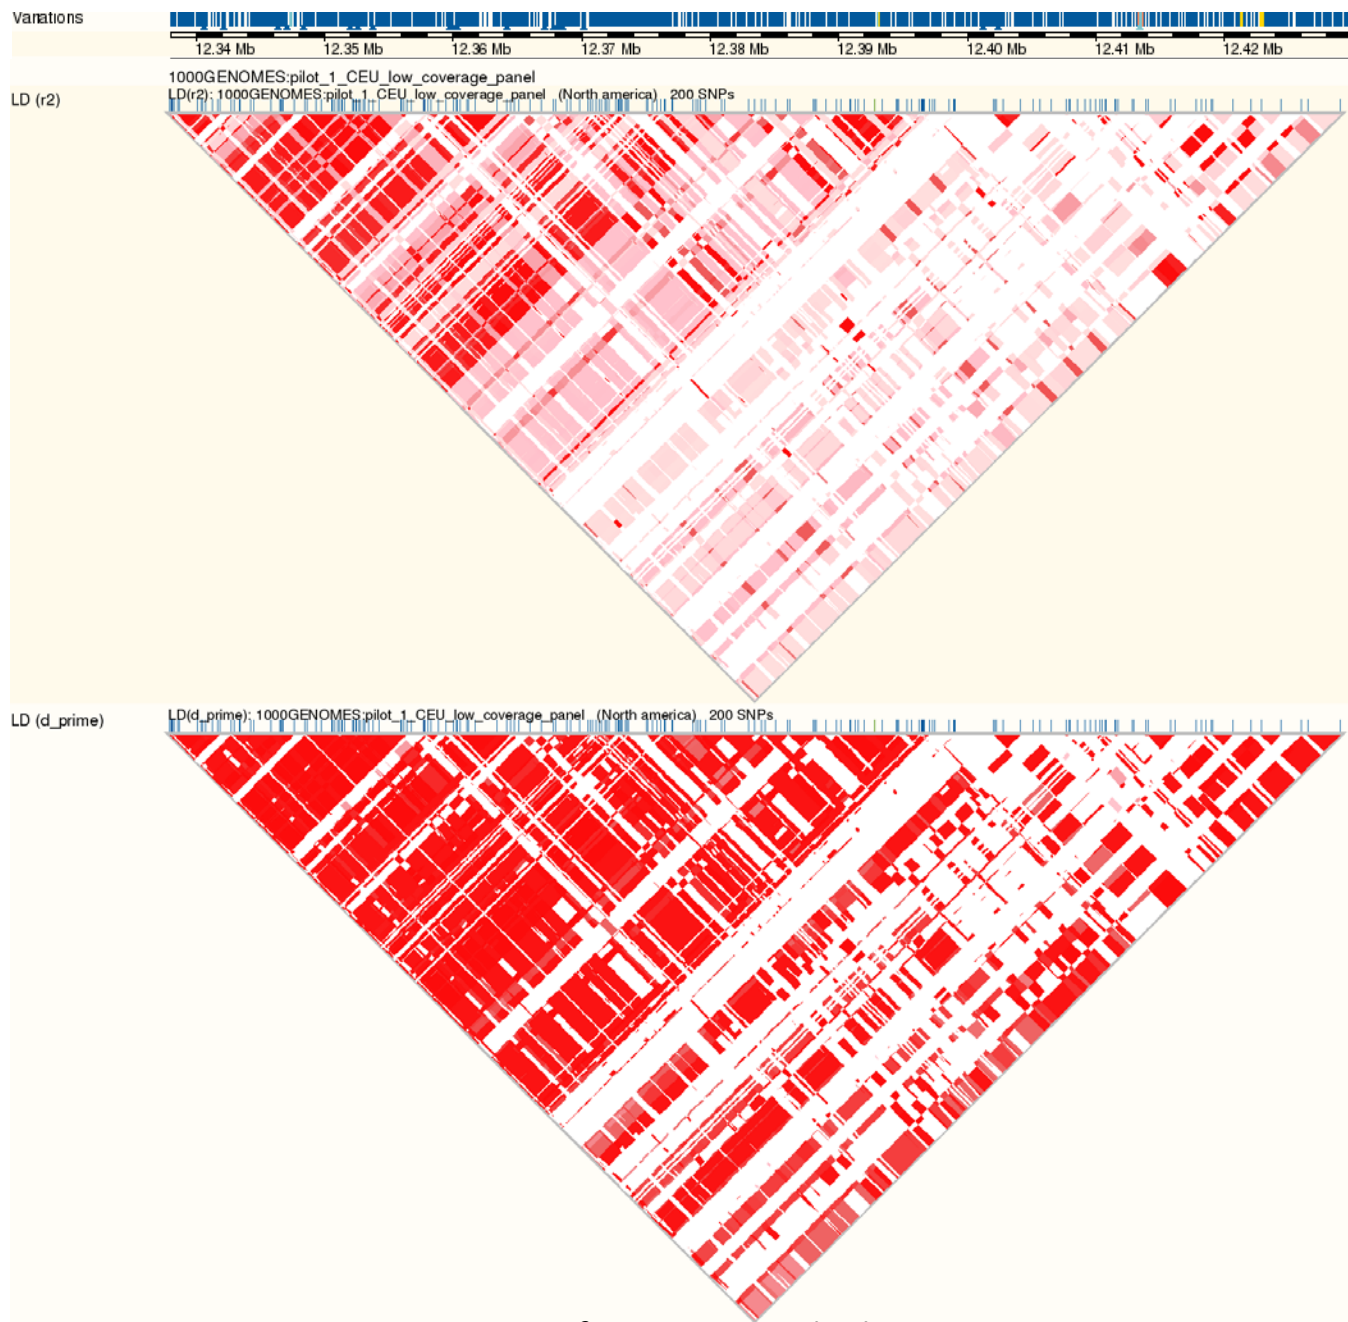 Variations
12.34 Mb 12.35 Mb 12.36 Mb 12.37 Mb 12.38 Mb 12.39 Mb 12.40 Mb 12.41 Mb 12.42 Mb
1000GENOMES:pilot_1_CEU_low_coverage_panel
LD (r2) LD(r2): 1000GENOMES:pilot_1_CEU_low_coverage_panel (North america) 200 SNPs
LD (d_prime) LD(d_prime): 1000GENOMES:pilot_1_CEU_low_coverage_panel (North america) 200 SNPs